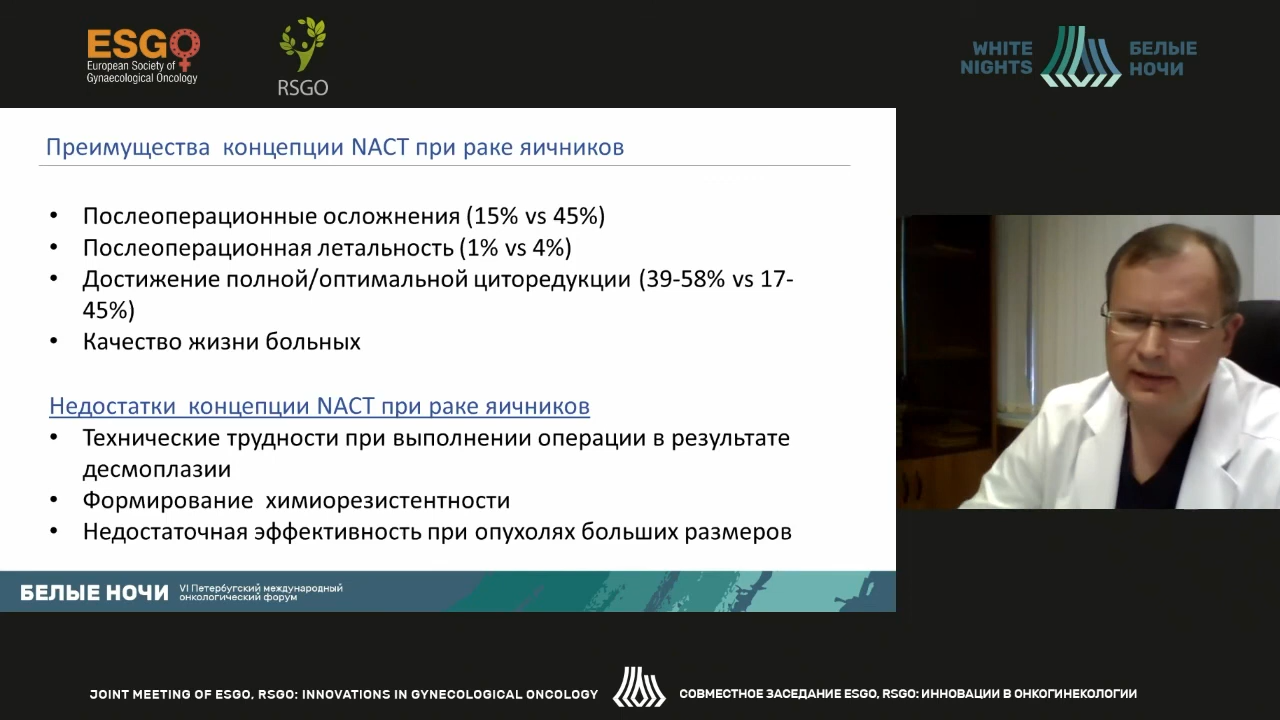 ESGO
European Society of
Gynaecological Oncology
RSGO
WHITE
NIGHTS
БЕЛЫЕ
НОЧИ
Преимущества концепции NACT при раке яичников
• Послеоперационные осложнения (15% vs 45%)
• Послеоперационная летальность (1% vs 4%)
• Достижение полной/оптимальной циторедукции (39-58% vs 17-
45%)
• Качество жизни больных
Недостатки концепции NACT при раке яичников
• Технические трудности при выполнении операции в результате
десмоплазии
• Формирование химиорезистентности
• Недостаточная эффективность при опухолях больших размеров
БЕЛЫЕ НОЧИ
VI Петербугский международный
онкологический форум
JOINT MEETING OF ESGO, RSGO: INNOVATIONS IN GYNECOLOGICAL ONCOLOGY
СОВМЕСТНОЕ ЗАСЕДАНИЕ ESGO, RSGO: ИННОВАЦИИ В ОНКОГИНЕКОЛОГИИ